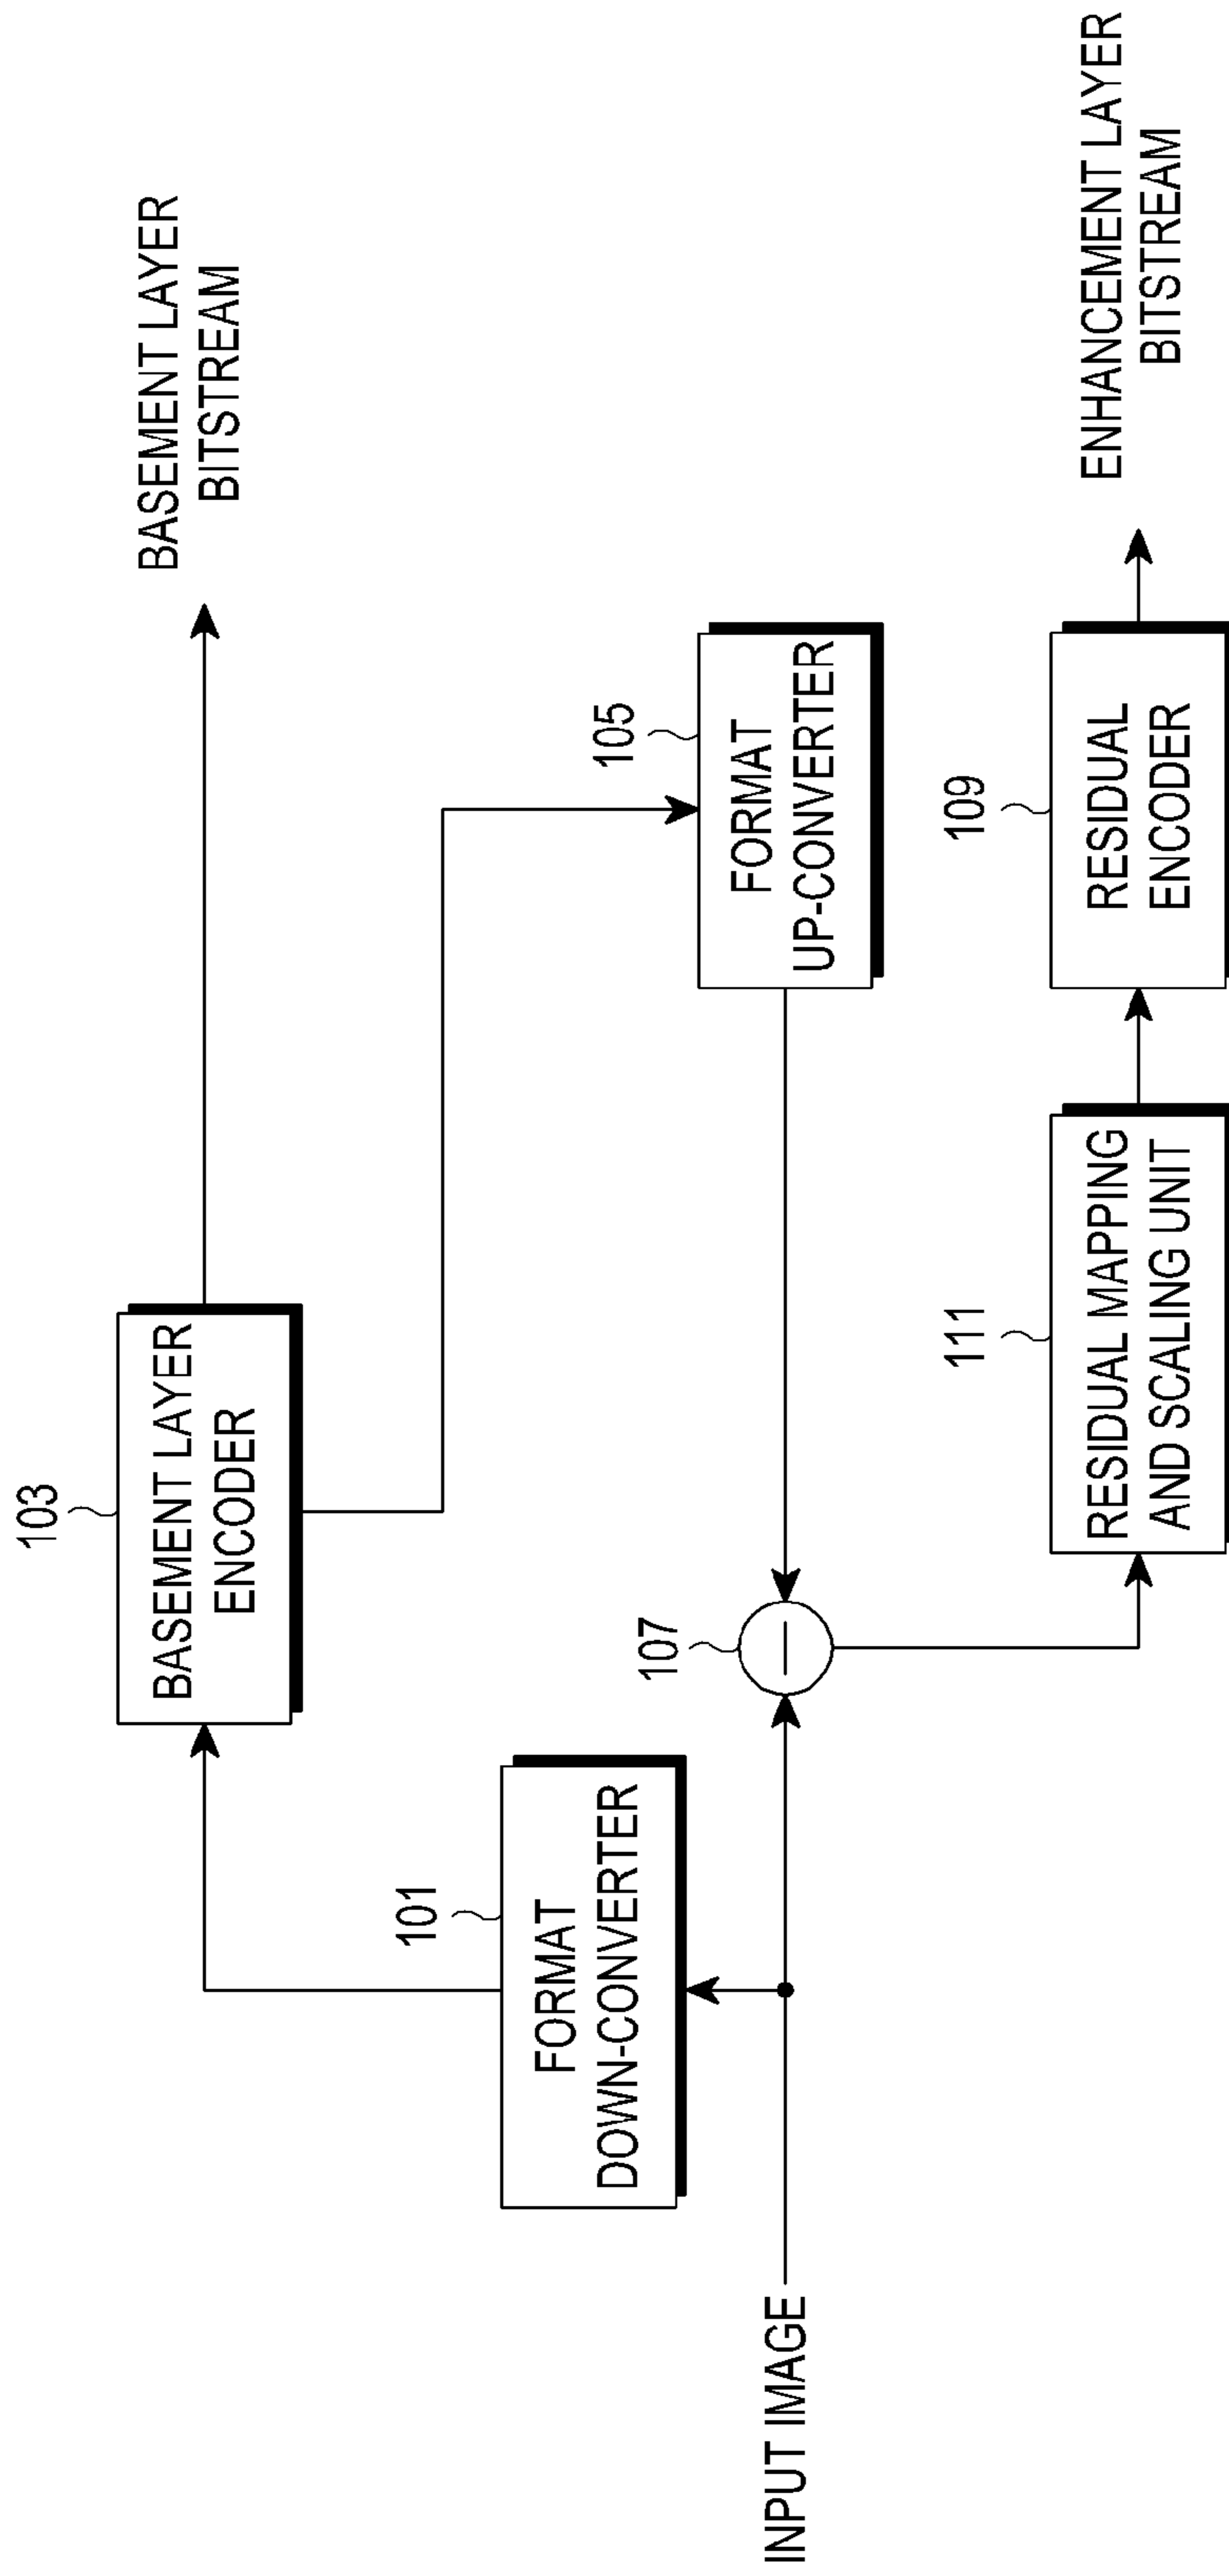 103
BASEMENT LAYER
ENCODER
BASEMENT LAYER
BITSTREAM
101
FORMAT
DOWN-CONVERTER
105
FORMAT
UP-CONVERTER
107
INPUT IMAGE
111
RESIDUAL MAPPING
AND SCALING UNIT
109
RESIDUAL
ENCODER
ENHANCEMENT LAYER
BITSTREAM